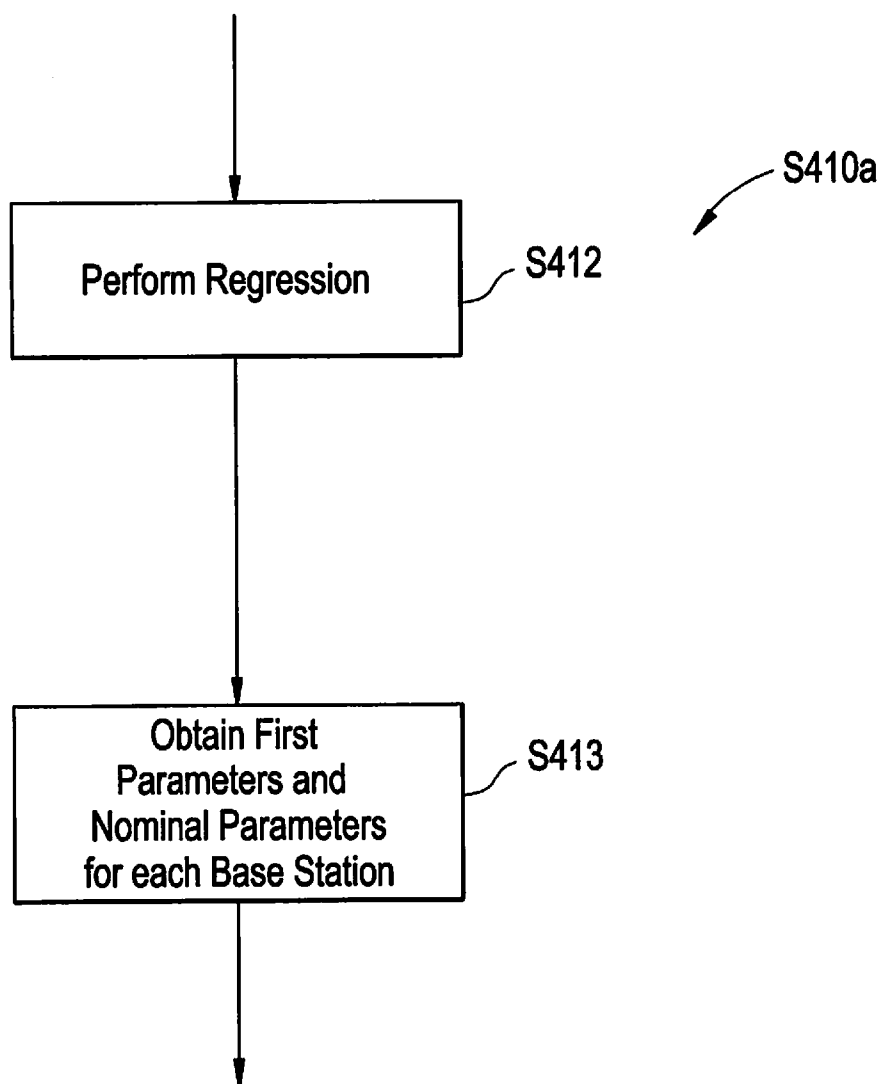 S410a
Perform Regression
S412
Obtain First
Parameters and
Nominal Parameters
for each Base Station
S413